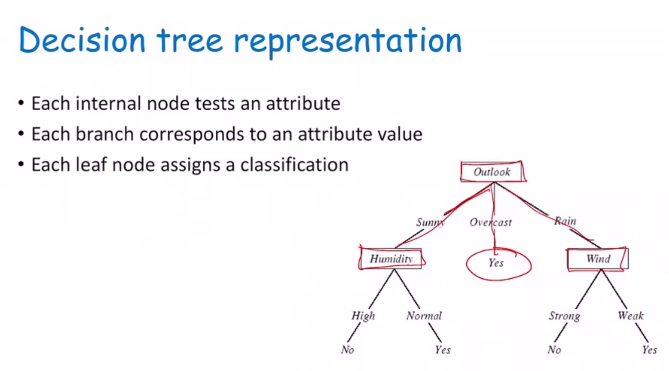 Decision tree representation
• Each internal node tests an attribute
• Each branch corresponds to an attribute value
• Each leaf node assigns a classification
Outlook
Sunny Overcast Rain
Humidity Yes Wind
High Normal Strong Weak
No Yes No Yes